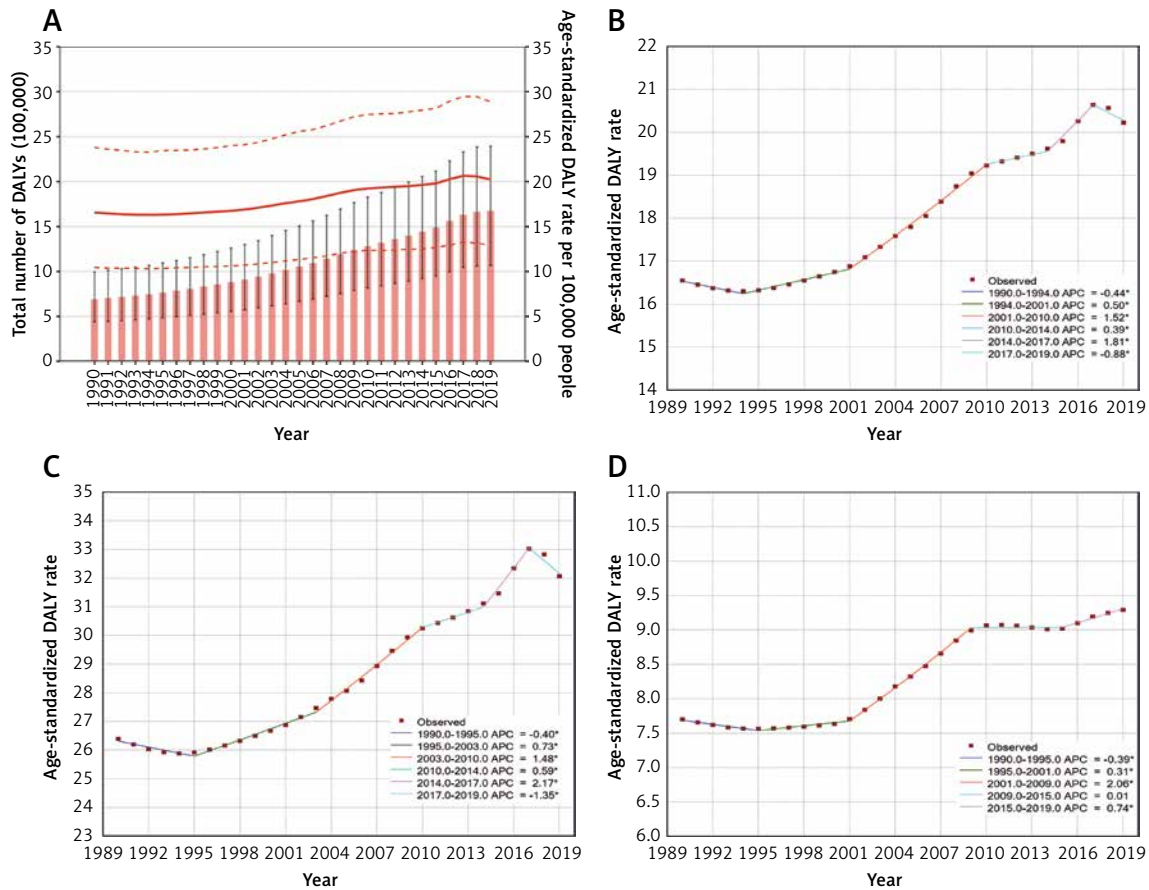 A
Total number of DALYs (100,000)
35
30
25
20
15
10
5
0
35
30
25
20
15
10
5
0
Age-standardized DALY rate per 100,000 people
1990
1991
1992
1993
1994
1995
1996
1997
1998
1999
2000
2001
2002
2003
2004
2005
2006
2007
2008
2009
2010
2011
2012
2013
2014
2015
2016
2017
2018
2019
Year
B
Age-standardized DALY rate
22
21
20
19
18
17
16
15
14
Observed
1990.0-1994.0 APC = -0.44*
1994.0-2001.0 APC = 0.50*
2001.0-2010.0 APC = 1.52*
2010.0-2014.0 APC = 0.39*
2014.0-2017.0 APC = 1.81*
2017.0-2019.0 APC = -0.88*
1989 1992 1995 1998 2001 2004 2007 2010 2013 2016 2019
Year
C
Age-standardized DALY rate
35
34
33
32
31
30
29
28
27
26
25
24
23
Observed
1990.0-1995.0 APC = -0.40*
1995.0-2003.0 APC = 0.73*
2003.0-2010.0 APC = 1.48*
2010.0-2014.0 APC = 0.59*
2014.0-2017.0 APC = 2.17*
2017.0-2019.0 APC = -1.35*
1989 1992 1995 1998 2001 2004 2007 2010 2013 2016 2019
Year
D
Age-standardized DALY rate
11.0
10.5
10.0
9.5
9.0
8.5
8.0
7.5
7.0
6.5
6.0
Observed
1990.0-1995.0 APC = -0.39*
1995.0-2001.0 APC = 0.31*
2001.0-2009.0 APC = 2.06*
2009.0-2015.0 APC = 0.01
2015.0-2019.0 APC = 0.74*
1989 1992 1995 1998 2001 2004 2007 2010 2013 2016 2019
Year